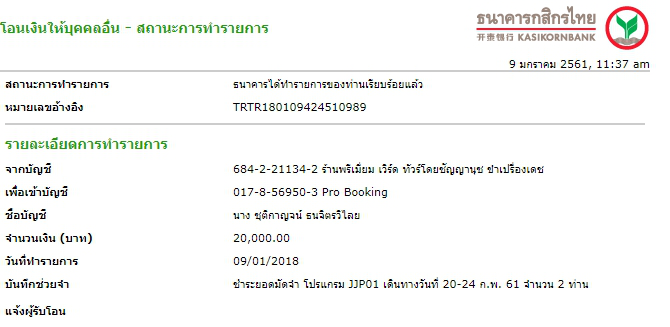 ธนาคารกสิกรไทย
开泰银行 KASIKORNBANK
โอนเงินให้บุคคลอื่น - สถานะการทำรายการ
9 มกราคม 2561, 11:37 am
สถานะการทำรายการ ธนาคารได้ทำรายการของท่านเรียบร้อยแล้ว
หมายเลขอ้างอิง TRTR180109424510989
รายละเอียดการทำรายการ
จากบัญชี 684-2-21134-2 ร้านพรีเมี่ยม เวิร์ด ทัวร์โดยชัญญานุช ชำเปรื่องเดช
เพื่อเข้าบัญชี 017-8-56950-3 Pro Booking
ชื่อบัญชี นาง ชุติกาญจน์ ธนจิตรวิไลย
จำนวนเงิน (บาท) 20,000.00
วันที่ทำรายการ 09/01/2018
บันทึกช่วยจำ ชำระยอดมัดจำ โปรแกรม JJP01 เดินทางวันที่ 20-24 ก.พ. 61 จำนวน 2 ท่าน
แจ้งผู้รับโอน